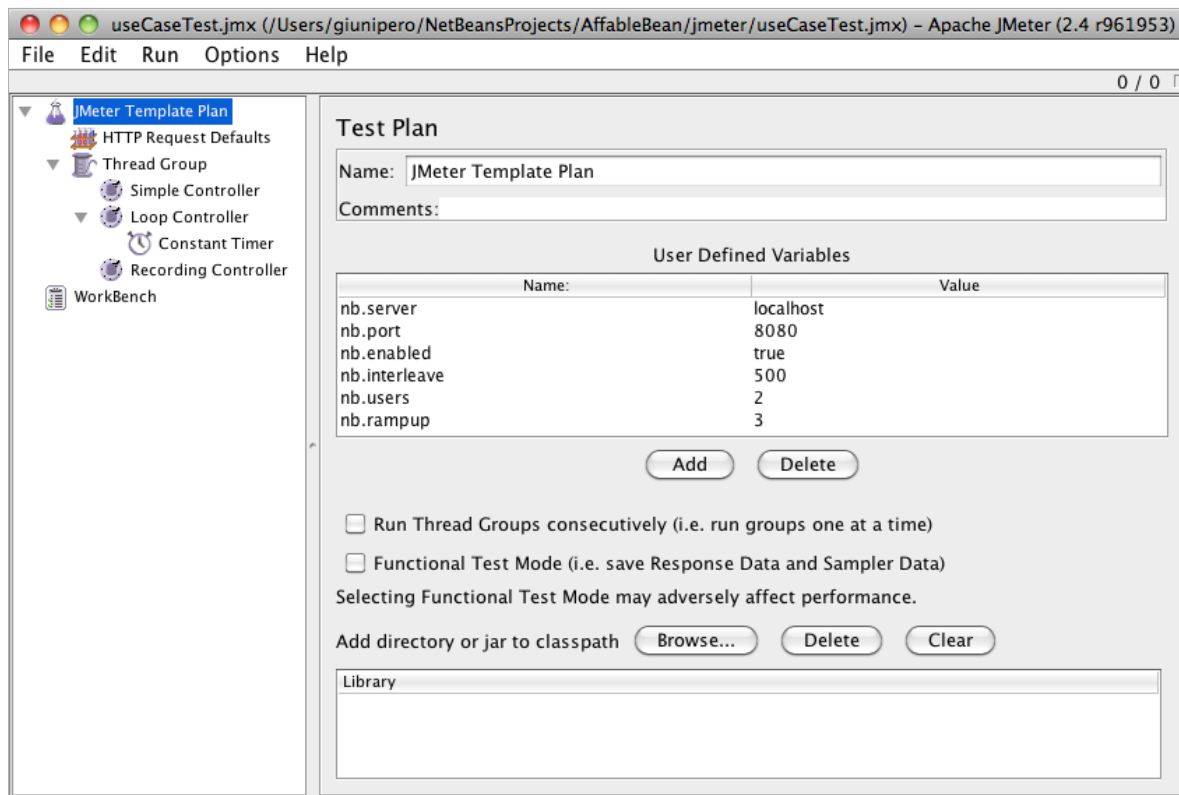 useCaseTest.jmx (/Users/giunipero/NetBeansProjects/AffableBean/jmeter/useCaseTest.jmx) – Apache JMeter (2.4 r961953)
File Edit Run Options Help
0 / 0
JMeter Template Plan
HTTP Request Defaults
Thread Group
Simple Controller
Loop Controller
Constant Timer
Recording Controller
WorkBench
Test Plan
Name: JMeter Template Plan
Comments:
User Defined Variables
Name: Value
nb.server localhost
nb.port 8080
nb.enabled true
nb.interleave 500
nb.users 2
nb.rampup 3
Add Delete
Run Thread Groups consecutively (i.e. run groups one at a time)
Functional Test Mode (i.e. save Response Data and Sampler Data)
Selecting Functional Test Mode may adversely affect performance.
Add directory or jar to classpath Browse... Delete Clear
Library